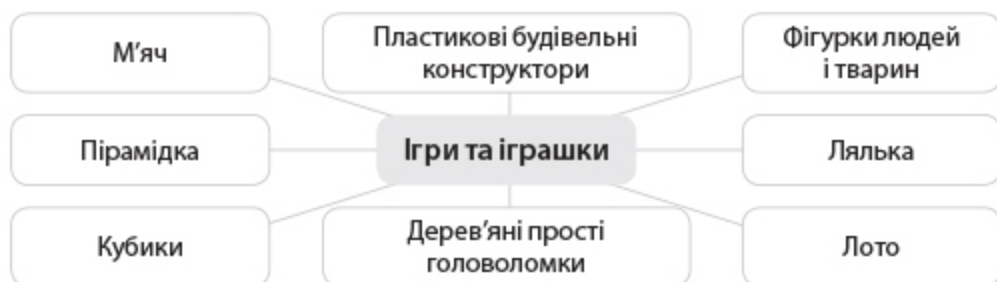 М’яч
Пластикові будівельні
конструктори
Фігурки людей
і тварин
Пірамідка
Ігри та іграшки
Лялька
Кубики
Дерев’яні прості
головоломки
Лото